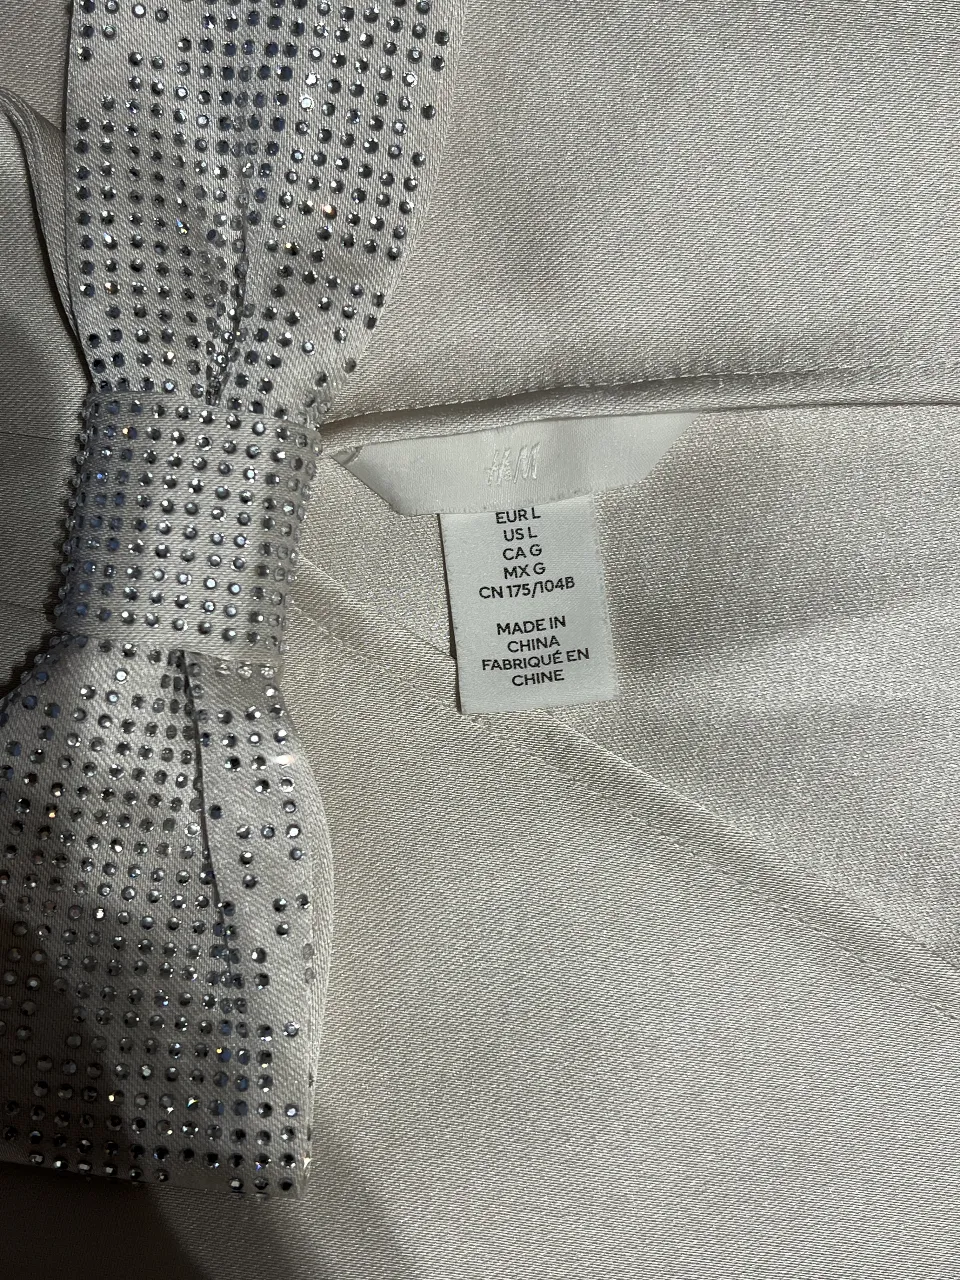 H&M
EUR L
US L
CA G
MX G
CN 175/104B
MADE IN
CHINA
FABRIQUÉ EN
CHINE